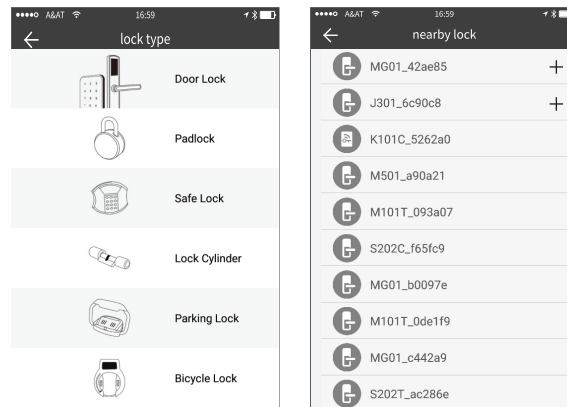 A&AT 16:59
lock type
Door Lock
Padlock
Safe Lock
Lock Cylinder
Parking Lock
Bicycle Lock
A&AT 16:59
nearby lock
MG01_42ae85 +
J301_6c90c8 +
K101C_5262a0
M501_a90a21
M101T_093a07
S202C_f65fc9
MG01_b0097e
M101T_0de1f9
MG01_c442a9
S202T_ac286e